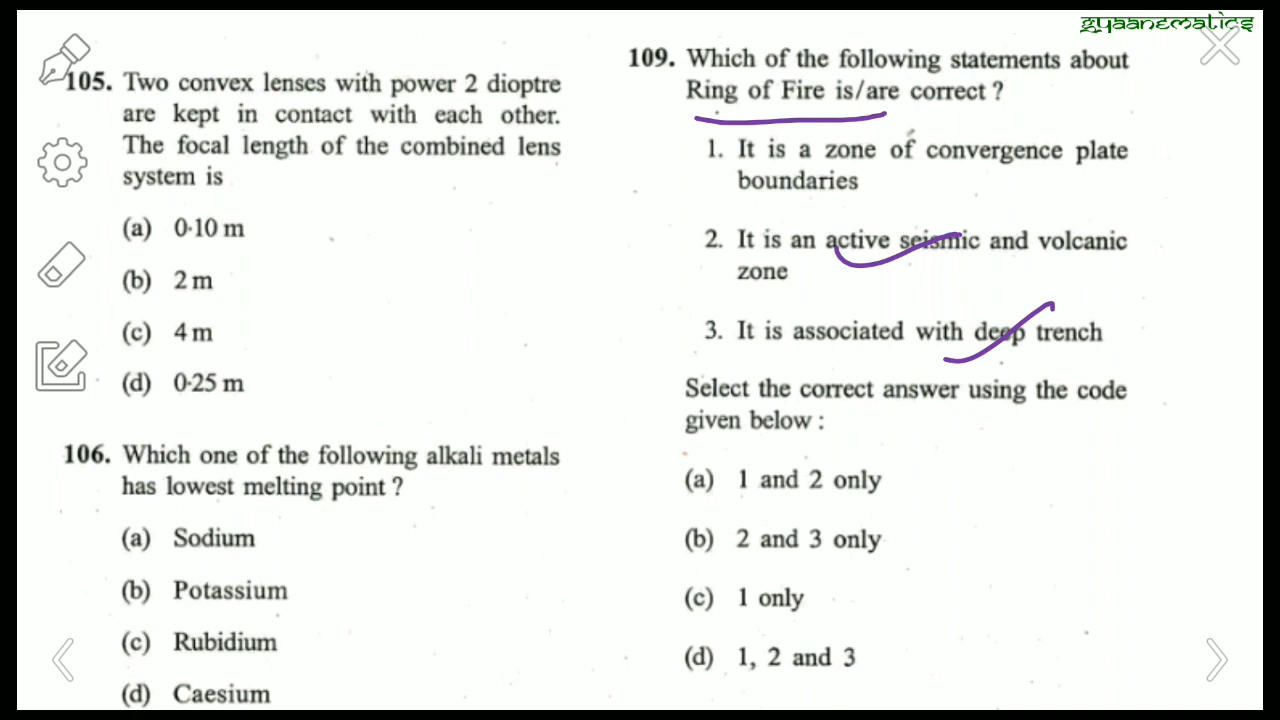 gyaanematics
105. Two convex lenses with power 2 dioptre
are kept in contact with each other.
The focal length of the combined lens
system is
(a) 0·10 m
(b) 2 m
(c) 4 m
(d) 0·25 m
106. Which one of the following alkali metals
has lowest melting point ?
(a) Sodium
(b) Potassium
(c) Rubidium
(d) Caesium
109. Which of the following statements about
Ring of Fire is/are correct ?
1. It is a zone of convergence plate
boundaries
2. It is an active seismic and volcanic
zone
3. It is associated with deep trench
Select the correct answer using the code
given below :
(a) 1 and 2 only
(b) 2 and 3 only
(c) 1 only
(d) 1, 2 and 3